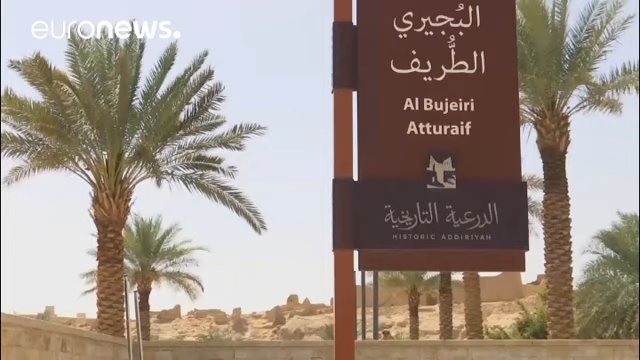 euronews.
البُجيري
الطُّريف
Al Bujeiri
Atturaif
الدرعية التاريخية
HISTORIC ADDIRIYAH